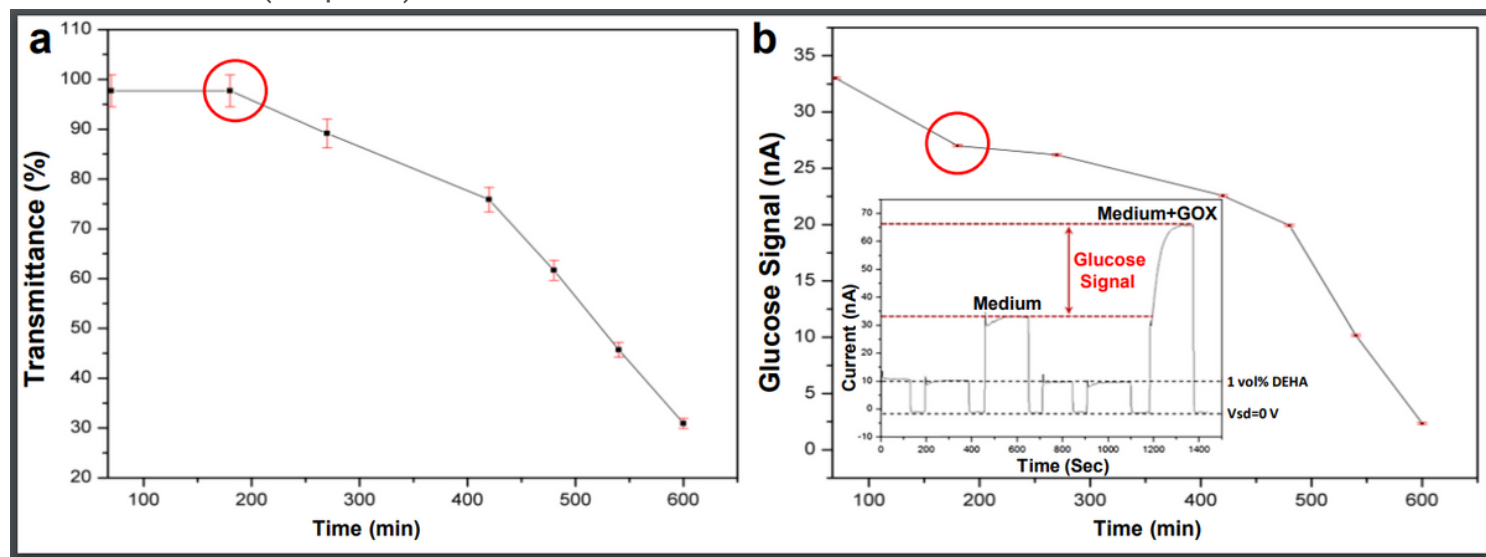 a
110
100
90
80
70
60
50
40
30
20
Transmittance (%)
100 200 300 400 500 600
Time (min)
b
35
30
25
20
15
10
5
0
Glucose Signal (nA)
100 200 300 400 500 600
Time (min)
70
60
50
40
30
20
10
0
-10
Current (nA)
Medium+GOX
Glucose
Signal
Medium
1 vol% DEHA
Vsd=0 V
0 200 400 600 800 1000 1200 1400
Time (Sec)